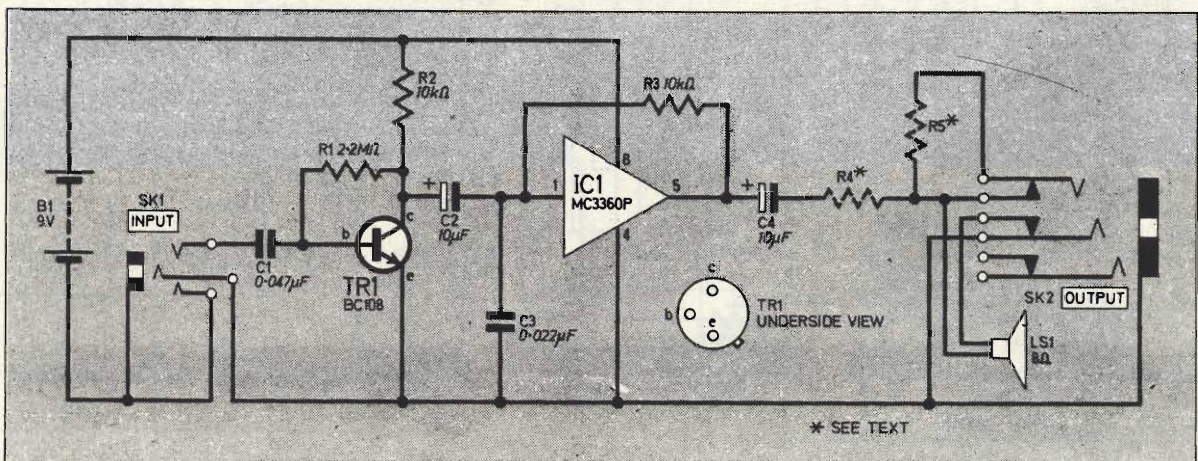 R2
10kΩ
R3 10kΩ
R1 2·2MΩ
R5*
B1
9V
SK1
INPUT
+
C2
10μF
1
IC1
MC3360P
8
5
4
+
C4
10μF
R4*
C1
0·047μF
b
c
e
TR1
BC108
C3
0·022μF
c
b
e
TR1
UNDERSIDE VIEW
SK2 OUTPUT
LS1
8Ω
* SEE TEXT